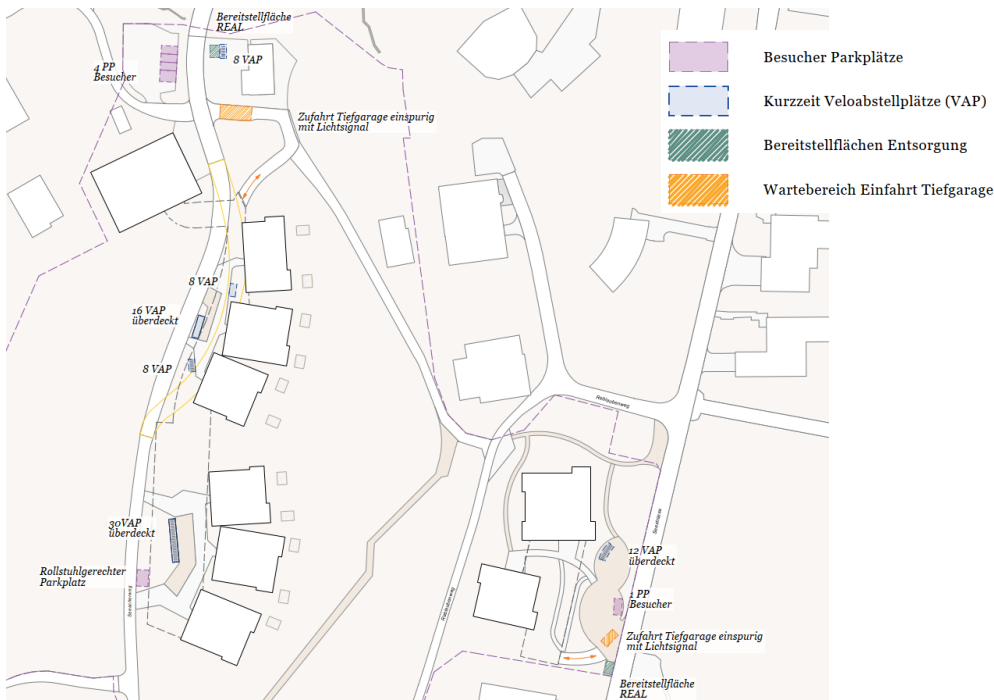 Bereitstellfläche
REAL
8 VAP
4 PP
Besucher
Zufahrt Tiefgarage einspurig
mit Lichtsignal
Besucher Parkplätze
Kurzzeit Veloabstellplätze (VAP)
Bereitstellflächen Entsorgung
Wartebereich Einfahrt Tiefgarage
8 VAP
16 VAP
überdeckt
8 VAP
Rebstubenweg
30VAP
überdeckt
Rollstuhlgerechter
Parkplatz
12 VAP
überdeckt
1 PP
Besucher
Zufahrt Tiefgarage einspurig
mit Lichtsignal
Bereitstellfläche
REAL